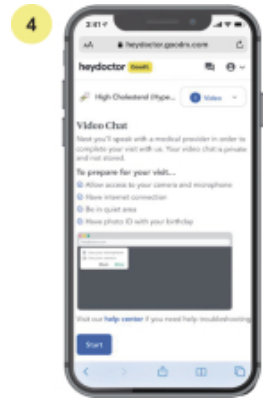 4
2:41
AA heydoctor.goodrx.com
heydoctor GoodRx
High Cholesterol (Hype... Video
Video Chat
Next you'll speak with a medical provider in order to
complete your visit with us. Your video chat is private
and not stored.
To prepare for your visit...
Allow access to your camera and microphone
Have internet connection
Be in quiet area
Have photo ID with your birthday
Visit our help center if you need help troubleshooting
Start